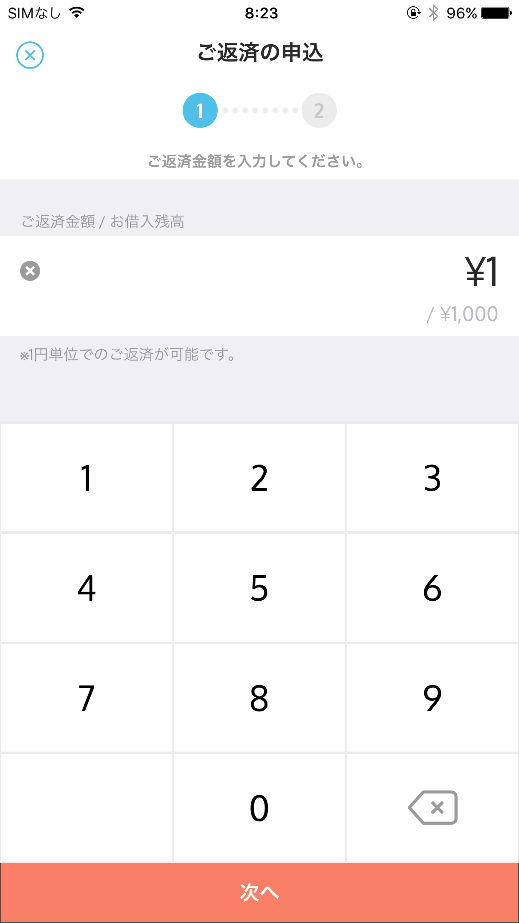 SIMなし 8:23 96%
ご返済の申込
1 2
ご返済金額を入力してください。
ご返済金額 / お借入残高
¥1
/ ¥1,000
※1円単位でのご返済が可能です。
1 2 3
4 5 6
7 8 9
0
次へ